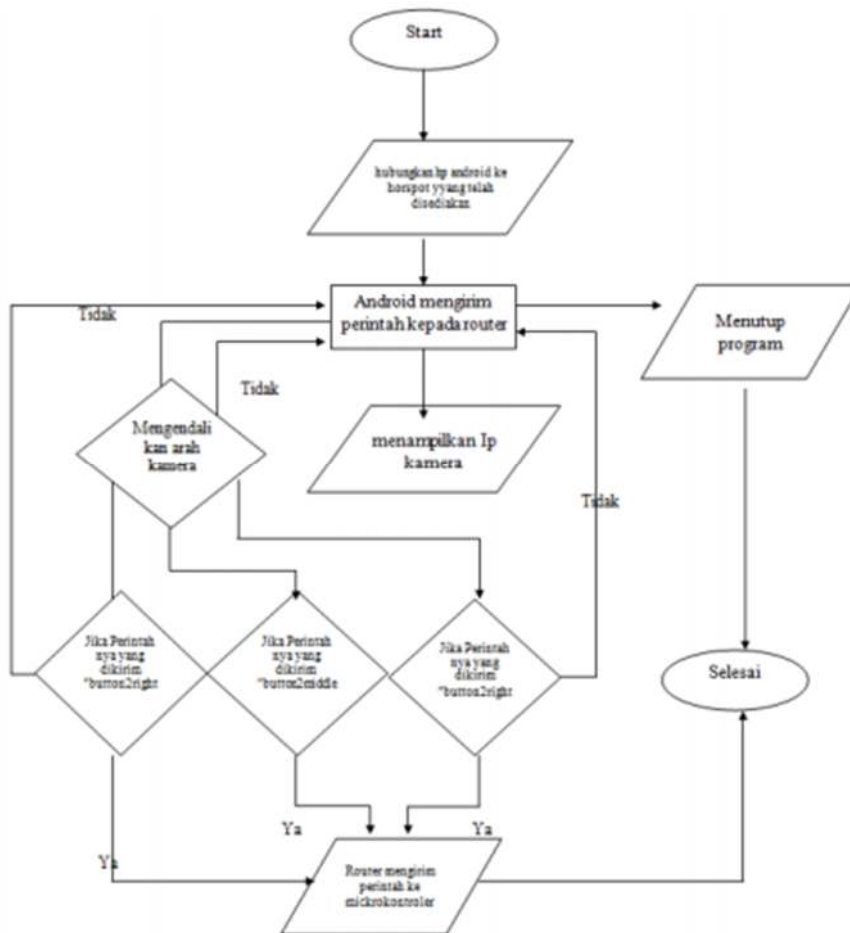 Start
hubungkan hp android ke
horspot yyang telah
disediakan
Android mengirim
perintah kepada router
Tidak
Menutup
program
Tidak
Mengendali
kan arah
kamera
menampilkan Ip
kamera
Tidak
Jika Perintah
nya yang
dikirim
"button2right
Jika Perintah
nya yang
dikirim
"button2middle
Jika Perintah
nya yang
dikirim
"button2right
Selesai
Ya
Ya
Ya
Router mengirim
perintah ke
mickrokontroler